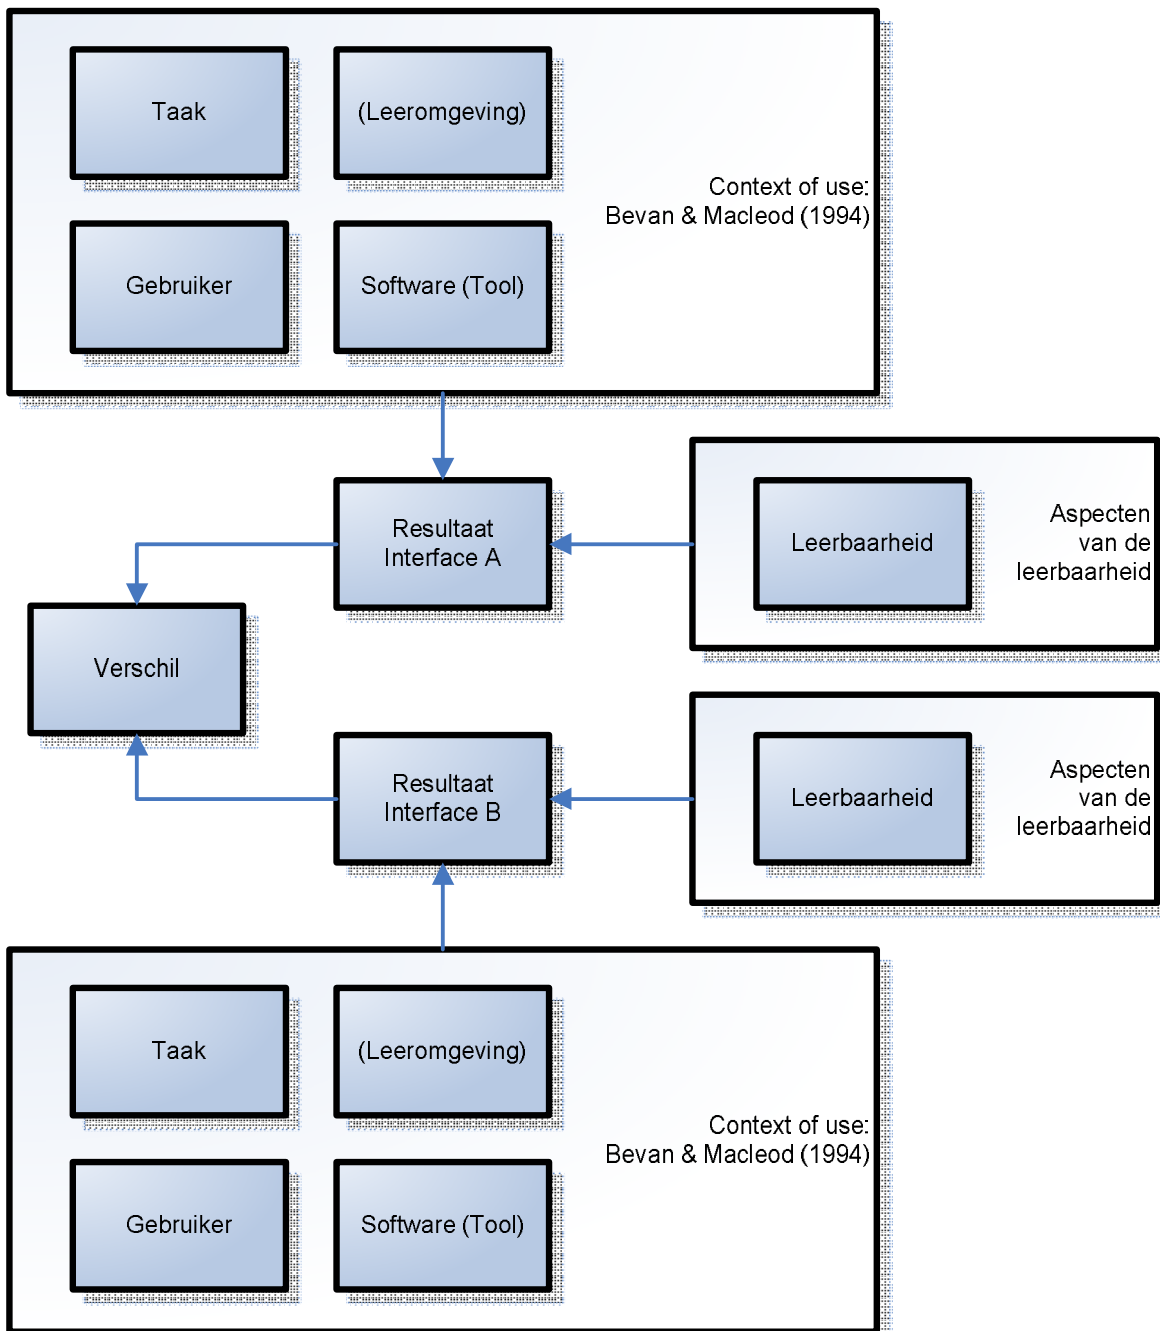 Taak
(Leeromgeving)
Context of use:
Bevan & Macleod (1994)
Gebruiker
Software (Tool)
Resultaat
Interface A
Leerbaarheid
Aspecten
van de
leerbaarheid
Verschil
Resultaat
Interface B
Leerbaarheid
Aspecten
van de
leerbaarheid
Taak
(Leeromgeving)
Context of use:
Bevan & Macleod (1994)
Gebruiker
Software (Tool)